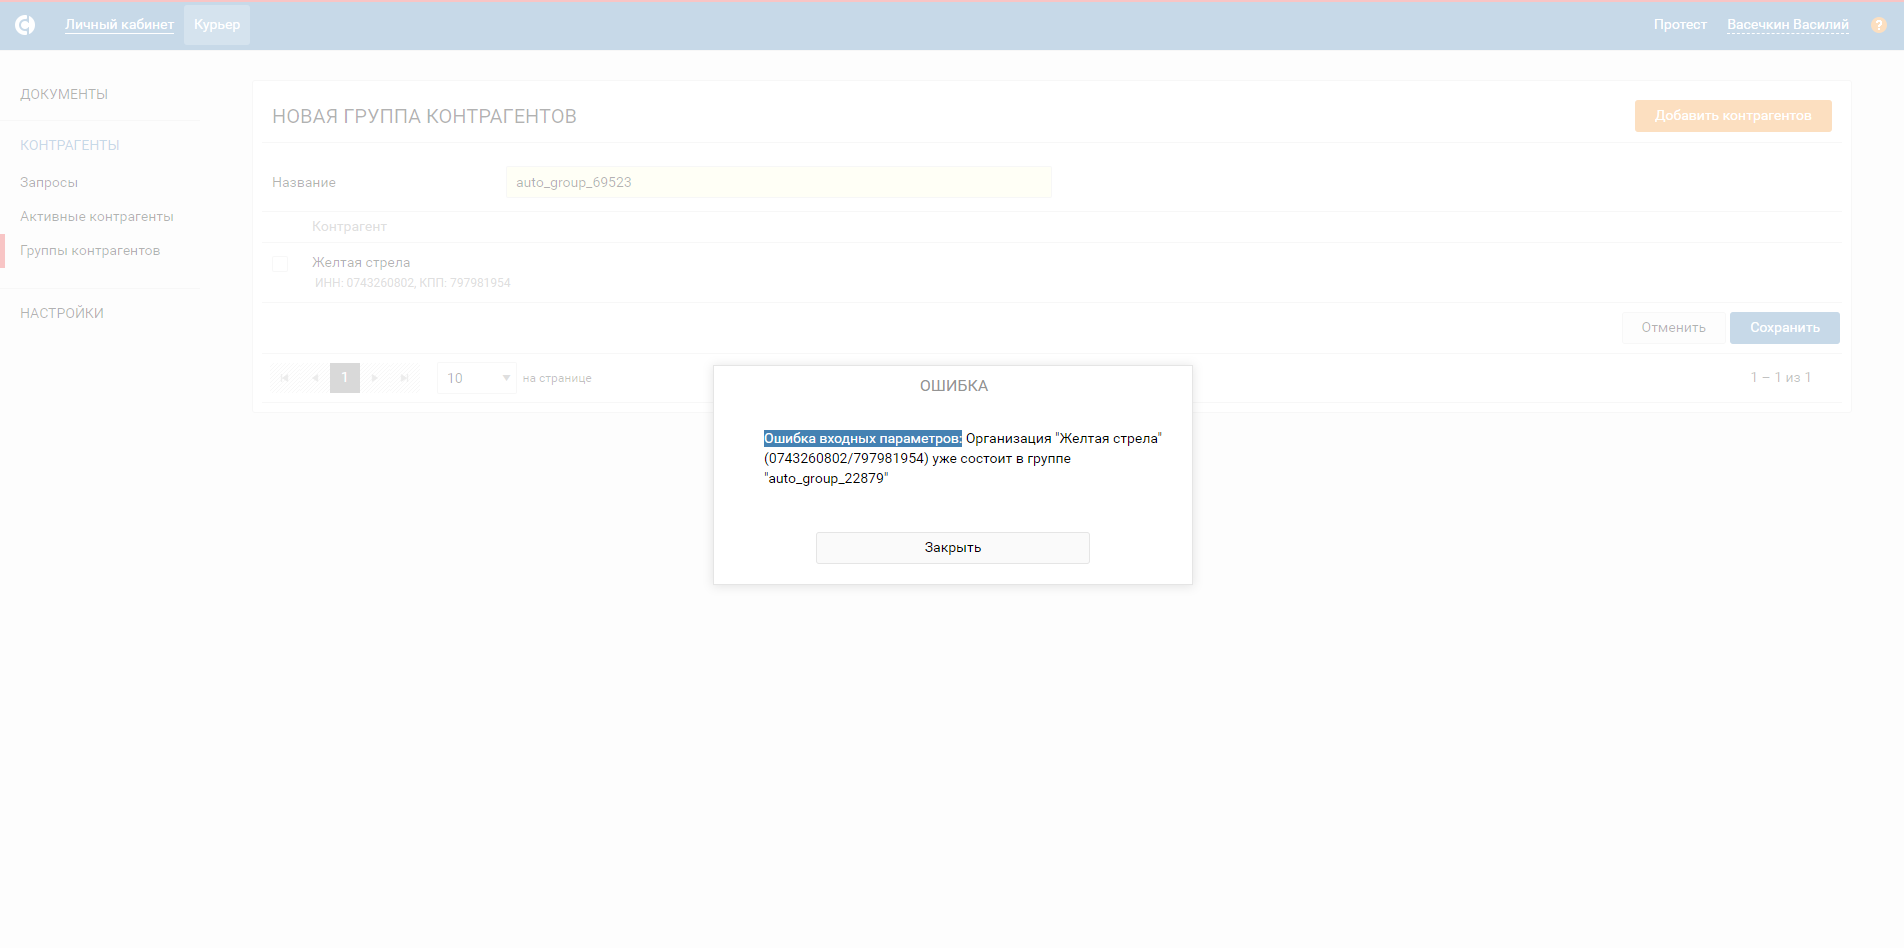 Личный кабинет Курьер Протест Васечкин Василий ?
ДОКУМЕНТЫ
КОНТРАГЕНТЫ
Запросы
Активные контрагенты
Группы контрагентов
НАСТРОЙКИ
НОВАЯ ГРУППА КОНТРАГЕНТОВ
Добавить контрагентов
Название auto_group_69523
Контрагент
Желтая стрела
ИНН: 0743260802, КПП: 797981954
Отменить Сохранить
1 10 на странице 1 – 1 из 1
ОШИБКА
Ошибка входных параметров: Организация "Желтая стрела"
(0743260802/797981954) уже состоит в группе
"auto_group_22879"
Закрыть